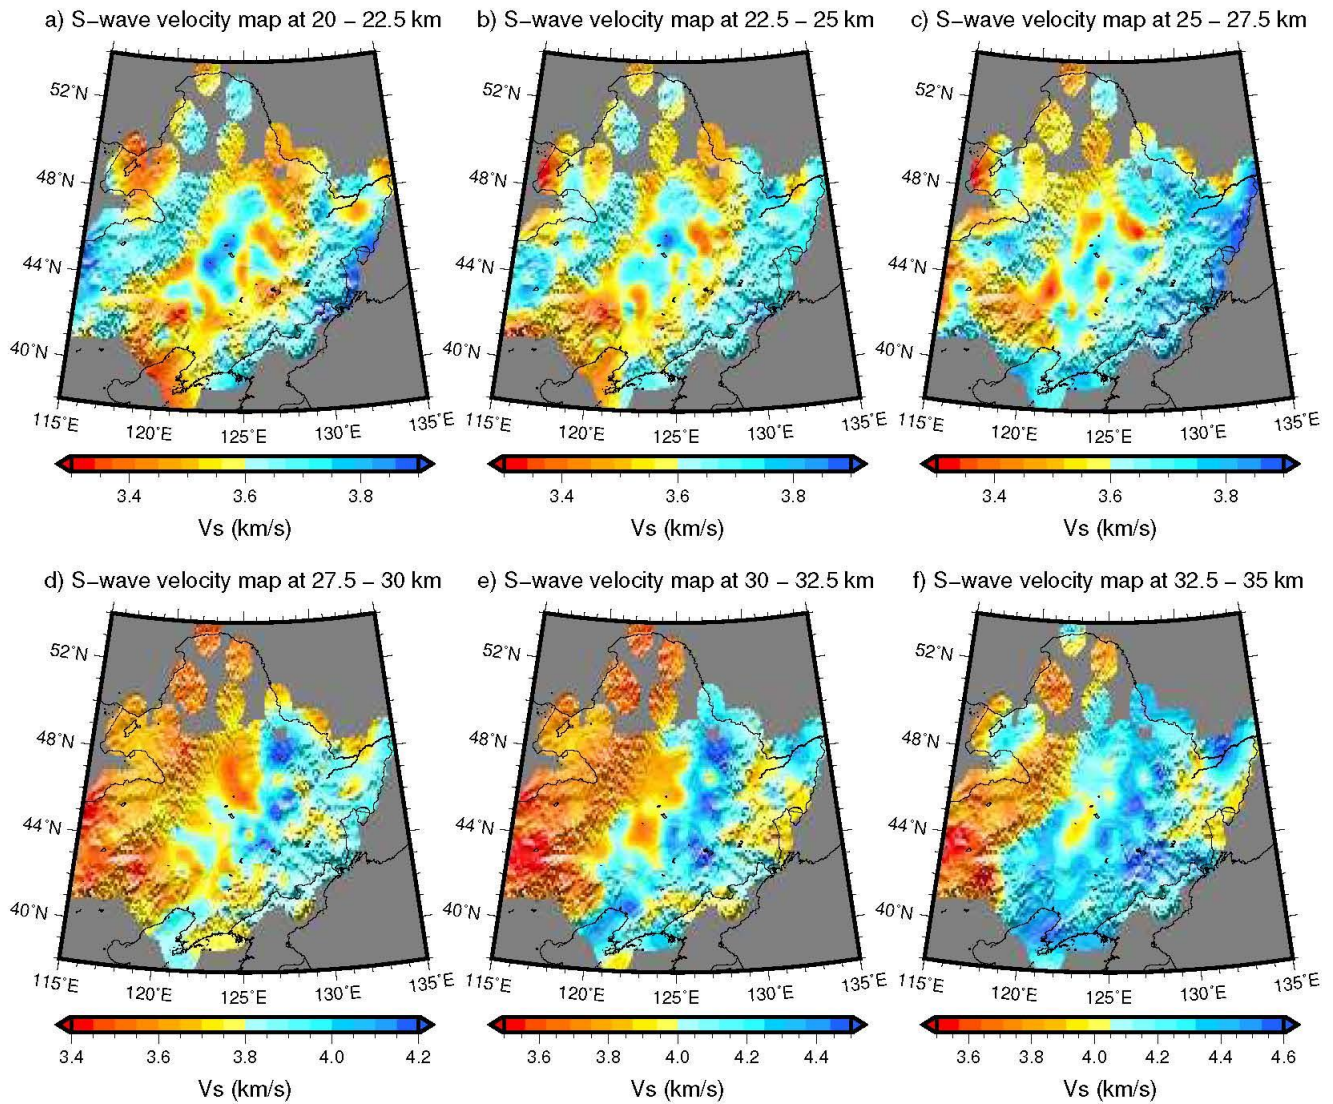 a) S-wave velocity map at 20 – 22.5 km
b) S-wave velocity map at 22.5 – 25 km
c) S-wave velocity map at 25 – 27.5 km
52˚N
48˚N
44˚N
40˚N
115˚E
120˚E
125˚E
130˚E
135˚E
115˚E
120˚E
125˚E
130˚E
135˚E
115˚E
120˚E
125˚E
130˚E
135˚E
3.4 3.6 3.8
3.4 3.6 3.8
3.4 3.6 3.8
Vs (km/s)
Vs (km/s)
Vs (km/s)
d) S-wave velocity map at 27.5 – 30 km
e) S-wave velocity map at 30 – 32.5 km
f) S-wave velocity map at 32.5 – 35 km
52˚N
48˚N
44˚N
40˚N
52˚N
48˚N
44˚N
40˚N
52˚N
48˚N
44˚N
40˚N
52˚N
48˚N
44˚N
40˚N
52˚N
48˚N
44˚N
40˚N
115˚E
120˚E
125˚E
130˚E
135˚E
115˚E
120˚E
125˚E
130˚E
135˚E
115˚E
120˚E
125˚E
130˚E
135˚E
3.4 3.6 3.8 4.0 4.2
3.6 3.8 4.0 4.2 4.4
3.6 3.8 4.0 4.2 4.4 4.6
Vs (km/s)
Vs (km/s)
Vs (km/s)